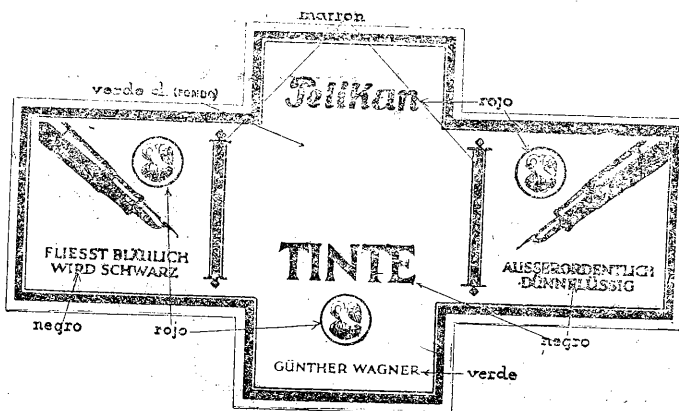 marron
verde cl. (FONDO)
Pelikan
rojo
FLIESST BLÄULICH
WIRD SCHWARZ
TINTE
AUSSERORDENTLICH
DÜNNFLÜSSIG
negro
rojo
negro
GÜNTHER WAGNER
verde